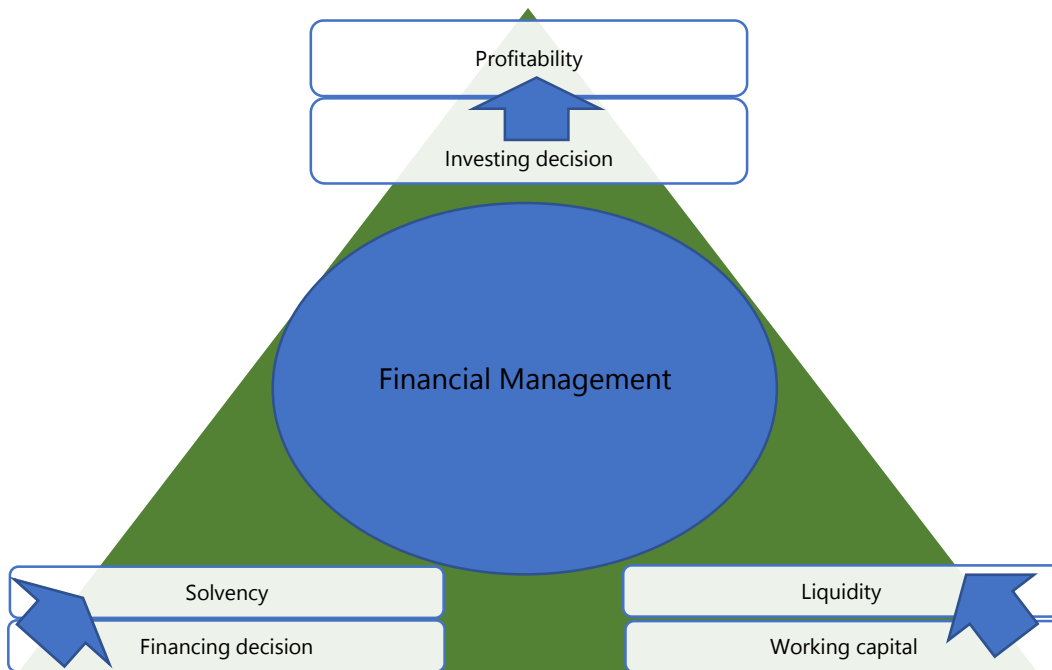 Profitability
Investing decision
Financial Management
Solvency
Financing decision
Liquidity
Working capital